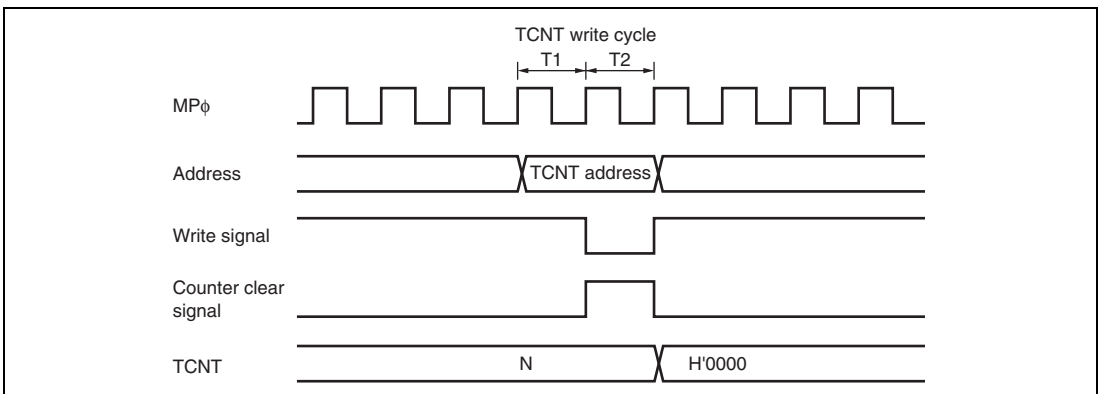 TCNT write cycle
T1 T2
MPϕ
Address
TCNT address
Write signal
Counter clear
signal
TCNT
N
H'0000